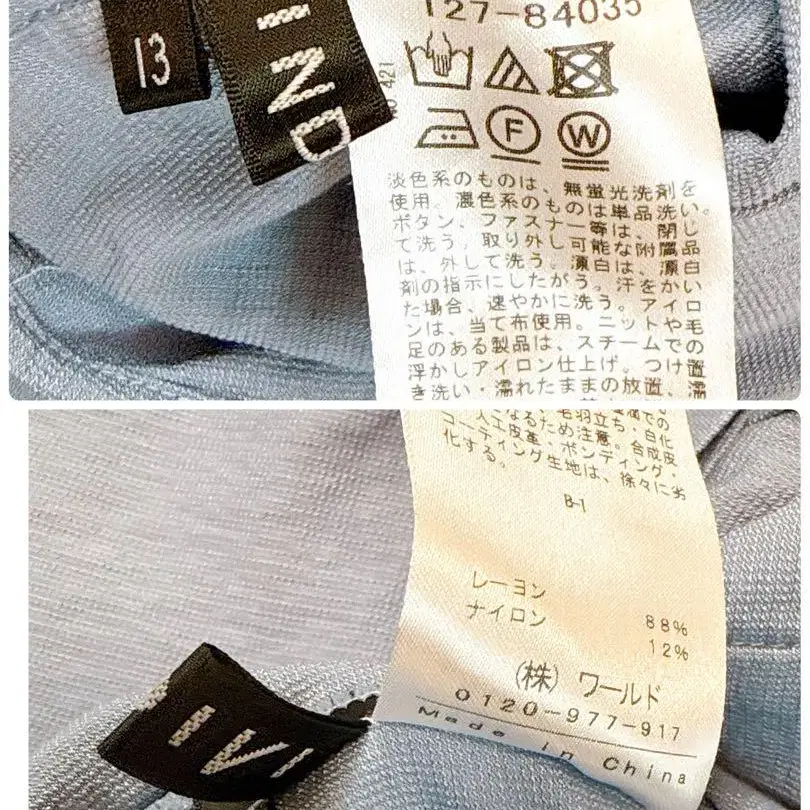 13
IND
127-84035
421
F
W
淡色系のものは、無蛍光洗剤を
使用。濃色系のものは単品洗い。
ボタン、ファスナー等は、閉じ
て洗う。取り外し可能な附属品
は、外して洗う。漂白は、漂白
剤の指示にしたがう。汗をかい
た場合、速やかに洗う。アイロ
ンは、当て布使用。ニットや毛
足のある製品は、スチームでの
浮かしアイロン仕上げ。つけ置
き洗い・濡れたままの放置、濡
なるため注意。合成皮
人工皮革・ボンディング・
コーティング生地は、徐々に劣
化する。
B-1
レーヨン 88%
ナイロン 12%
(株) ワールド
0120-977-917
Made in China
IVI